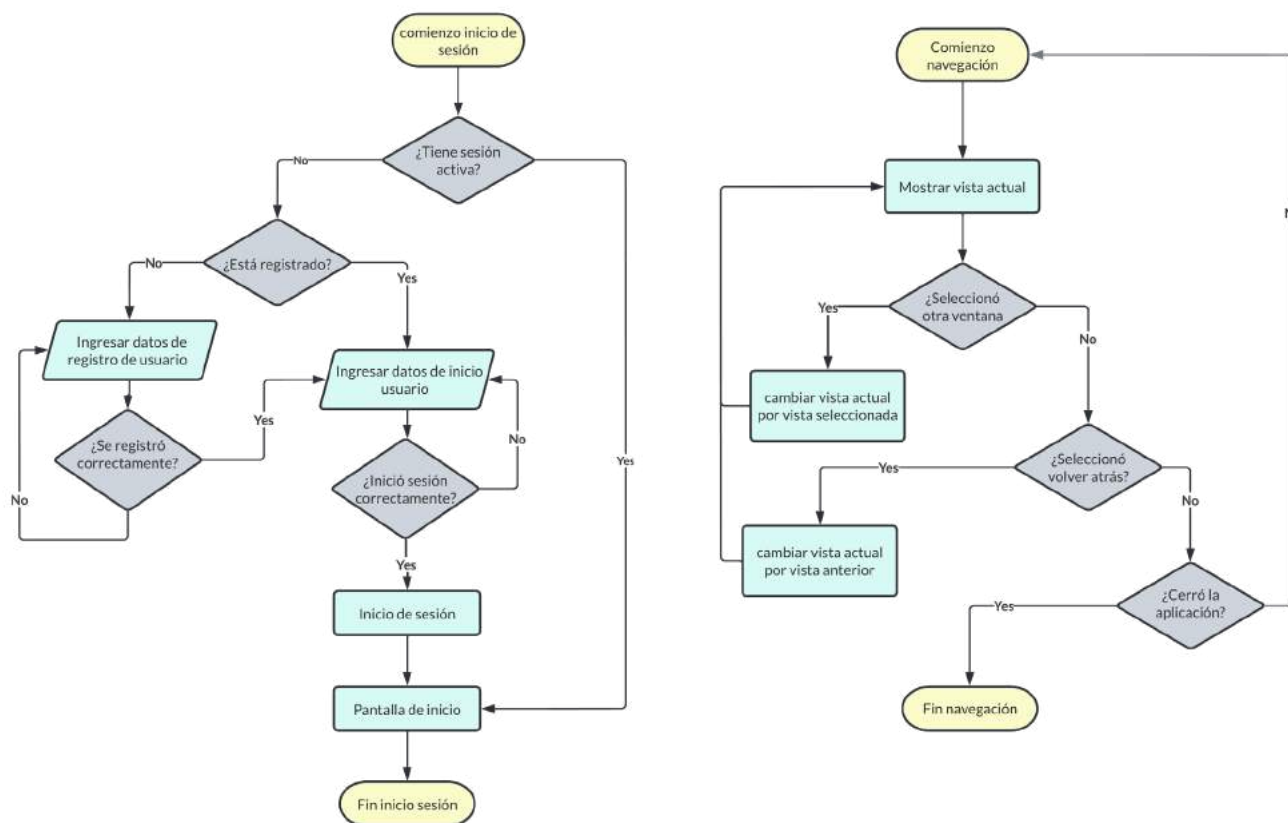 comienzo inicio de
sesión
¿Tiene sesión
activa?
No
¿Está registrado?
No
Yes
Ingresar datos de
registro de usuario
Ingresar datos de inicio
usuario
Yes
No
¿Se registró
correctamente?
¿Inició sesión
correctamente?
Yes
No
Yes
Inicio de sesión
Pantalla de inicio
Fin inicio sesión
Comienzo
navegación
Mostrar vista actual
¿Seleccionó
otra ventana
Yes
No
cambiar vista actual
por vista seleccionada
¿Seleccionó
volver atrás?
Yes
No
cambiar vista actual
por vista anterior
¿Cerró la
aplicación?
Yes
Fin navegación